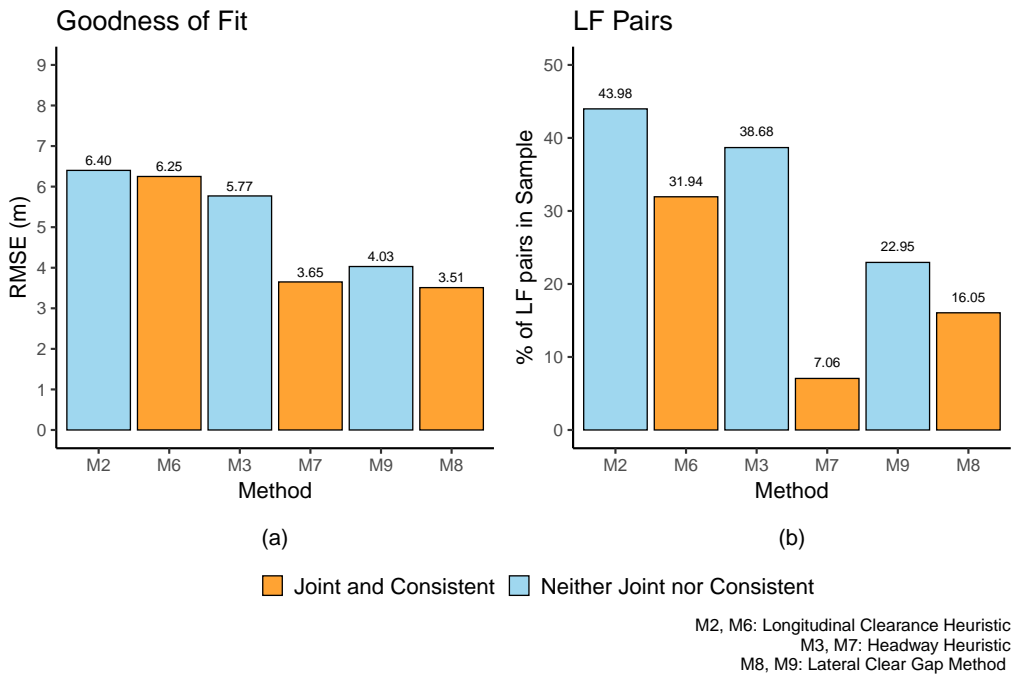 Goodness of Fit
9
8
7
6
5
4
3
2
1
0
RMSE (m)
6.40
6.25
5.77
3.65
4.03
3.51
M2 M6 M3 M7 M9 M8
Method
(a)
LF Pairs
50
40
30
20
10
0
% of LF pairs in Sample
43.98
31.94
38.68
7.06
22.95
16.05
M2 M6 M3 M7 M9 M8
Method
(b)
Joint and Consistent Neither Joint nor Consistent
M2, M6: Longitudinal Clearance Heuristic
M3, M7: Headway Heuristic
M8, M9: Lateral Clear Gap Method